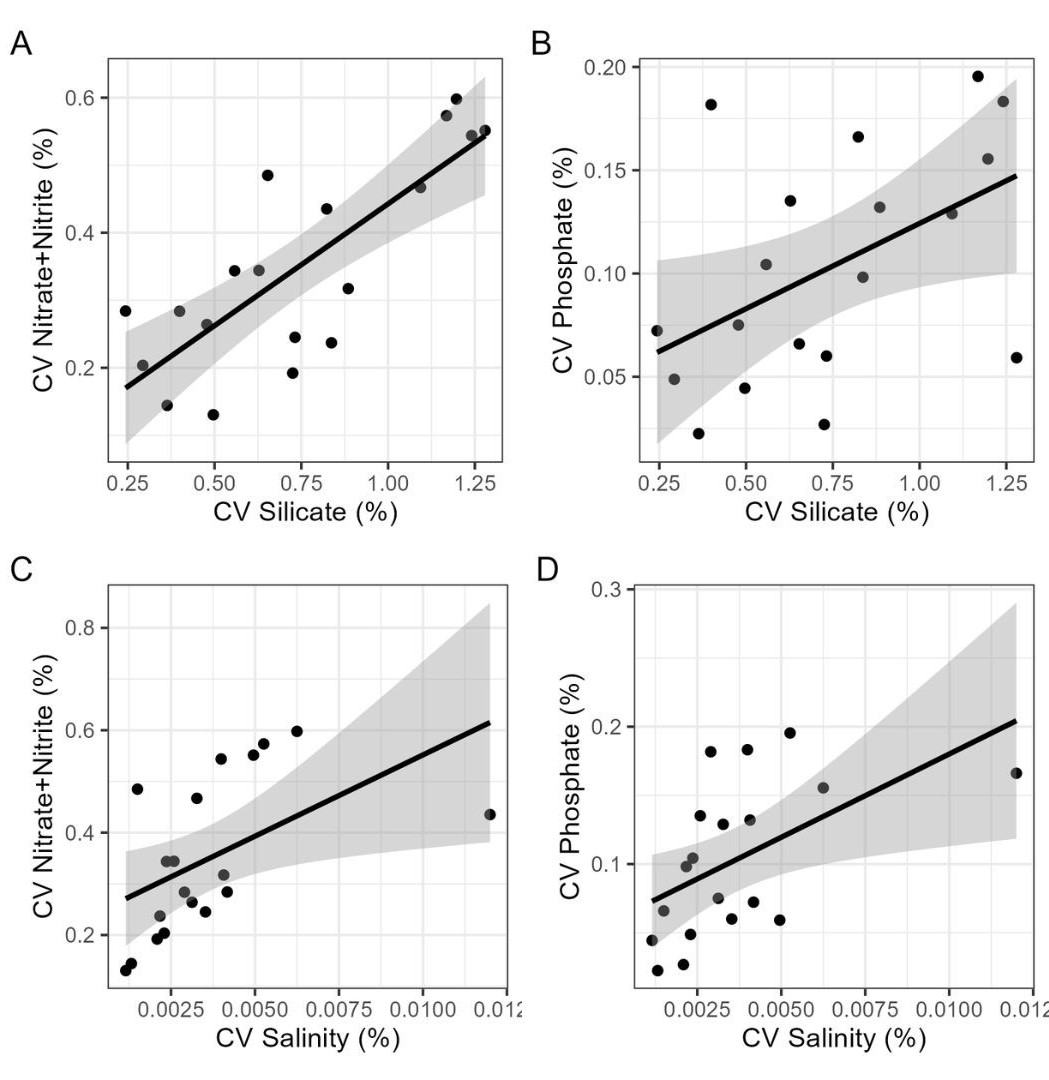 A
CV Nitrate+Nitrite (%)
0.6
0.4
0.2
0.25 0.50 0.75 1.00 1.25
CV Silicate (%)
B
CV Phosphate (%)
0.20
0.15
0.10
0.05
0.25 0.50 0.75 1.00 1.25
CV Silicate (%)
C
CV Nitrate+Nitrite (%)
0.8
0.6
0.4
0.2
0.0025 0.0050 0.0075 0.0100 0.012
CV Salinity (%)
D
CV Phosphate (%)
0.3
0.2
0.1
0.0025 0.0050 0.0075 0.0100 0.012
CV Salinity (%)